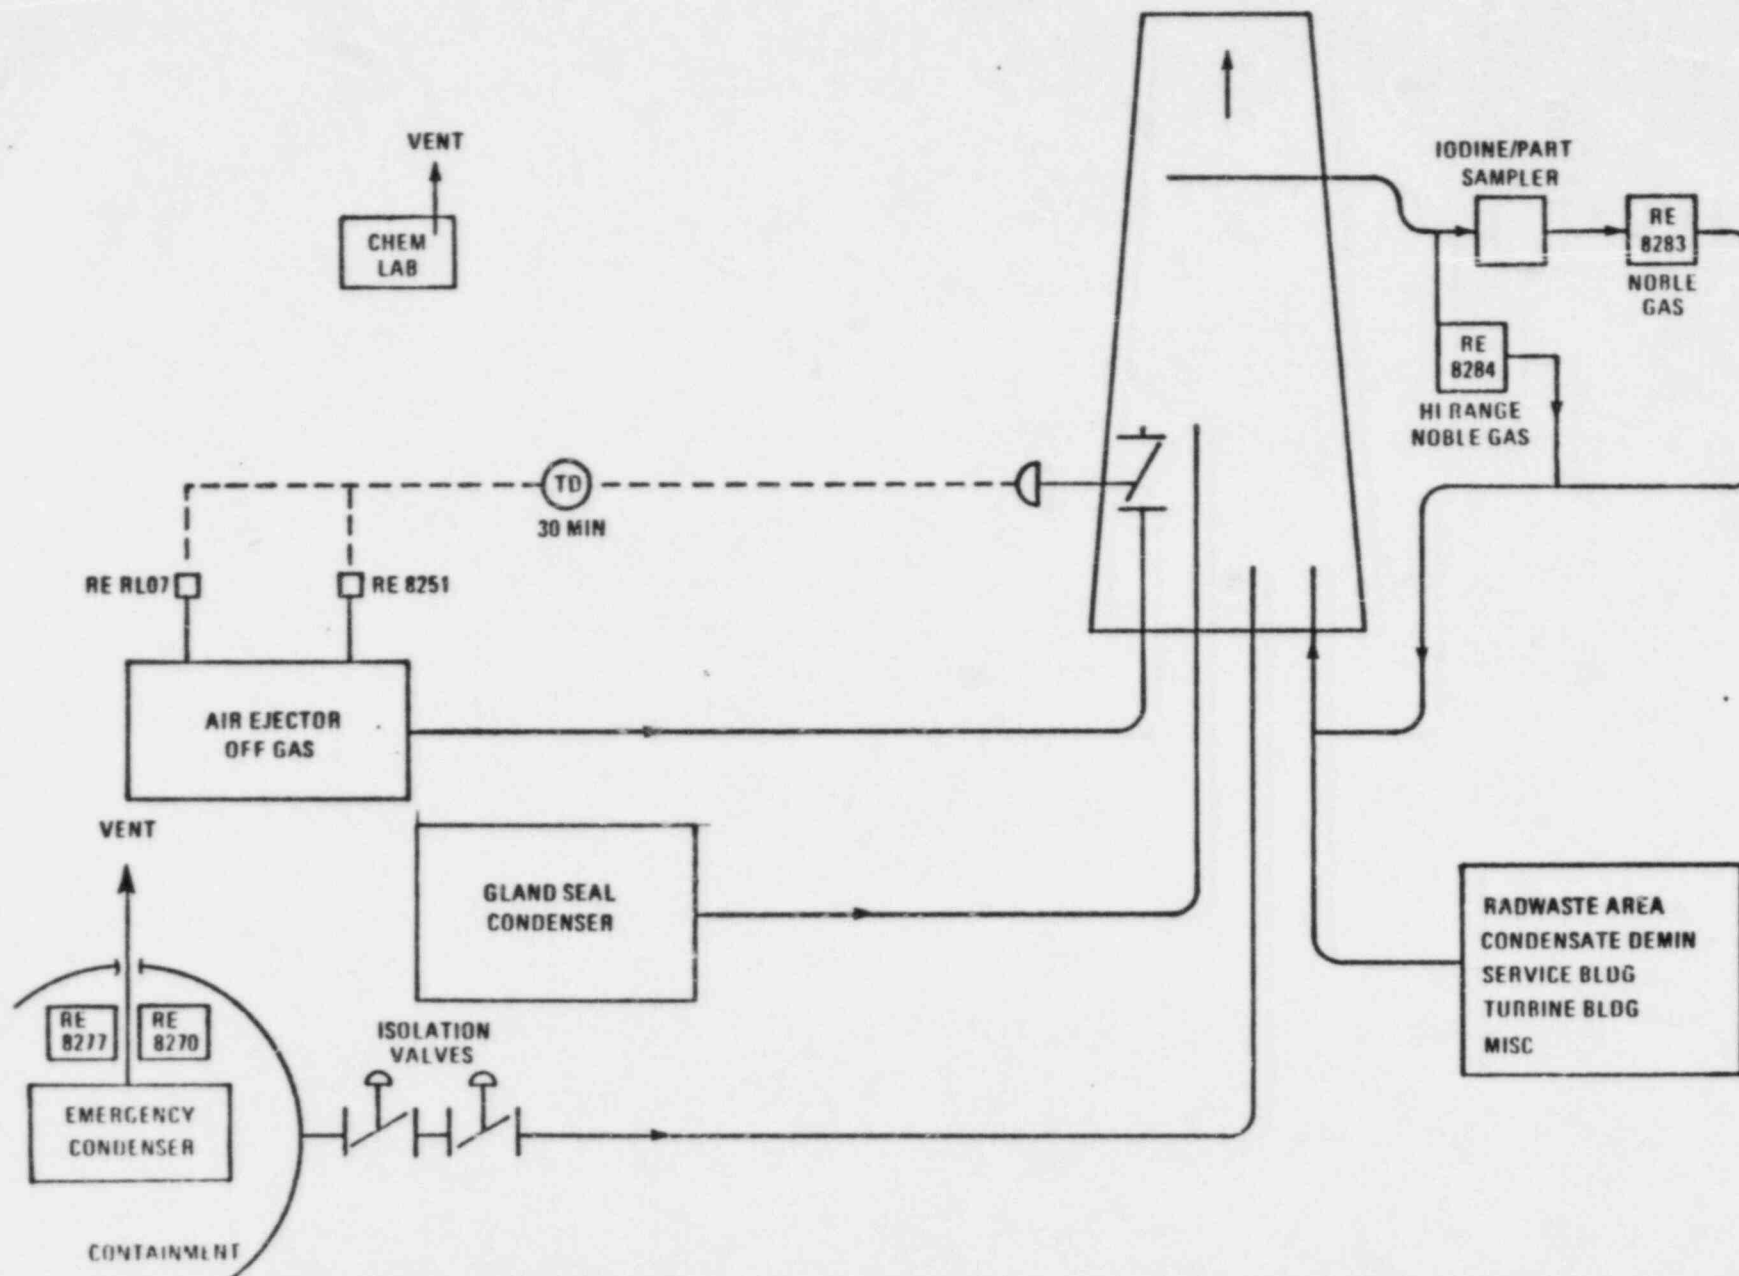 VENT
CHEM
LAB
IODINE/PART
SAMPLER
RE
8283
NOBLE
GAS
RE
8284
HI RANGE
NOBLE GAS
TD
30 MIN
RE RL07
RE 8251
AIR EJECTOR
OFF GAS
VENT
GLAND SEAL
CONDENSER
RADWASTE AREA
CONDENSATE DEMIN
SERVICE BLDG
TURBINE BLDG
MISC
RE
8277
RE
8270
ISOLATION
VALVES
EMERGENCY
CONDENSER
CONTAINMENT